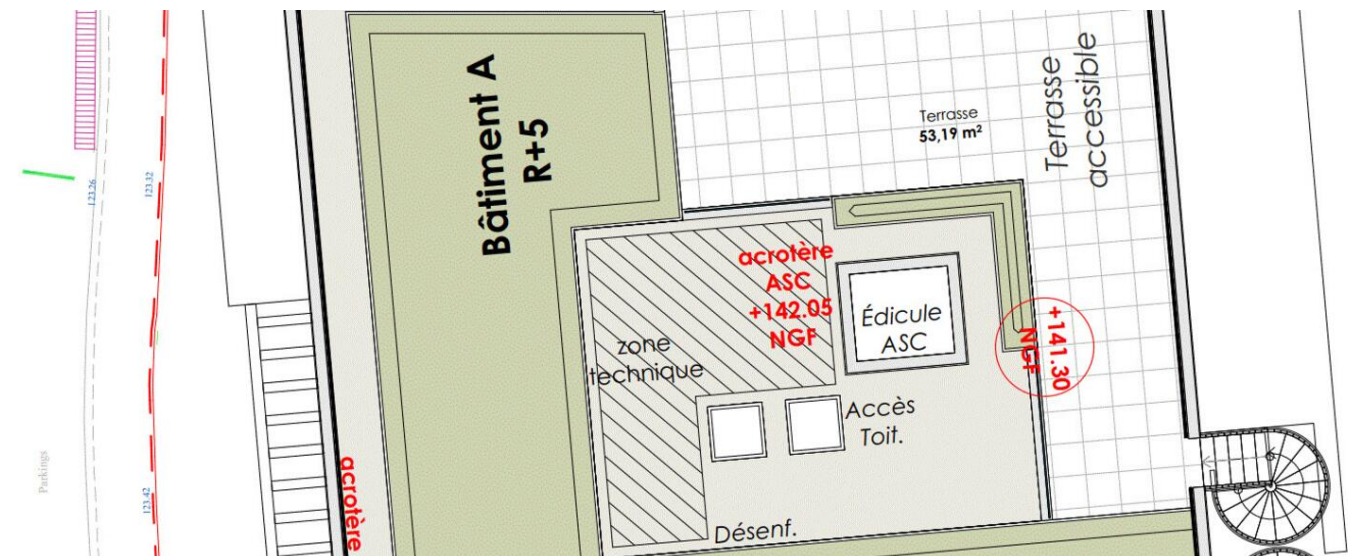 Bâtiment A
R+5
Terrasse
53,19 m²
Terrasse
accessible
123.26
123.32
acrotère
ASC
+142.05
NGF
Édicule
ASC
+141.30
NGF
zone
technique
Accès
Toit.
Parkings
acrotère
123.42
Désenf.